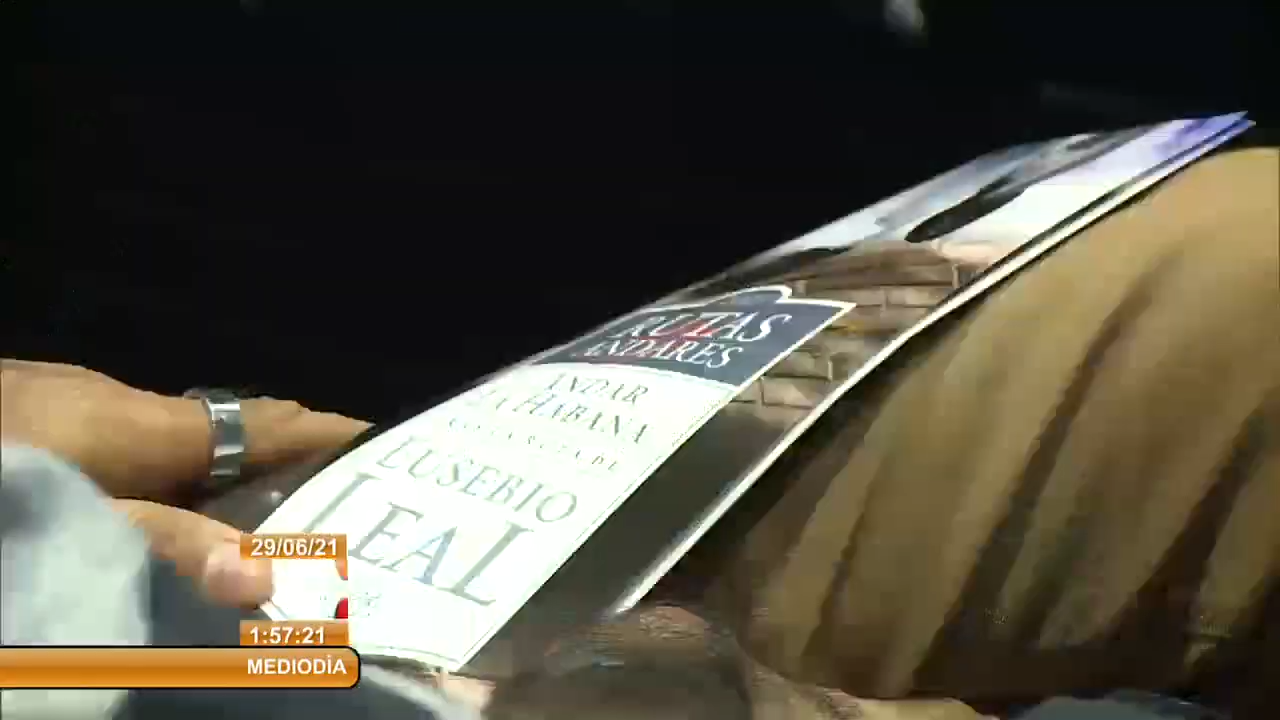 RUTAS
ANDARES
ANDAR
LA HABANA
EUSEBIO
LEAL
29/06/21
1:57:21
MEDIODÍA